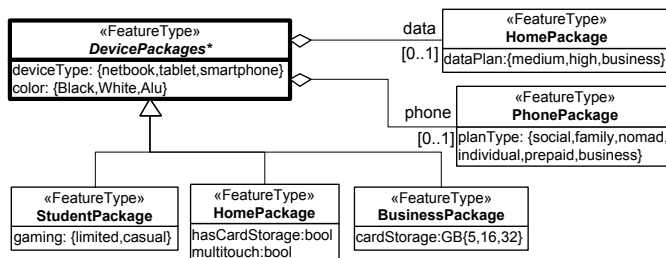 «FeatureType»
DevicePackages*
deviceType: {netbook,tablet,smartphone}
color: {Black,White,Alu}
data
[0..1]
«FeatureType»
HomePackage
dataPlan:{medium,high,business}
phone
[0..1]
«FeatureType»
PhonePackage
planType: {social,family,nomad,
individual,prepaid,business}
«FeatureType»
StudentPackage
gaming: {limited,casual}
«FeatureType»
HomePackage
hasCardStorage:bool
multitouch:bool
«FeatureType»
BusinessPackage
cardStorage:GB{5,16,32}